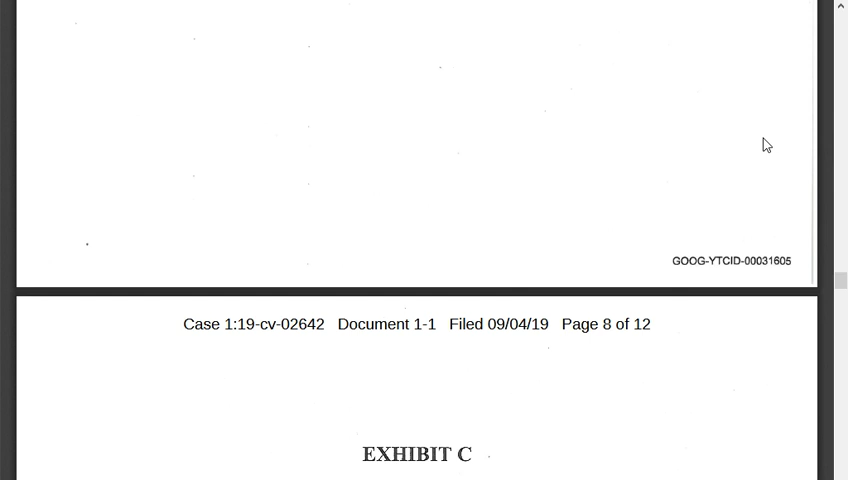 GOOG-YTCID-00031605
Case 1:19-cv-02642 Document 1-1 Filed 09/04/19 Page 8 of 12
EXHIBIT C